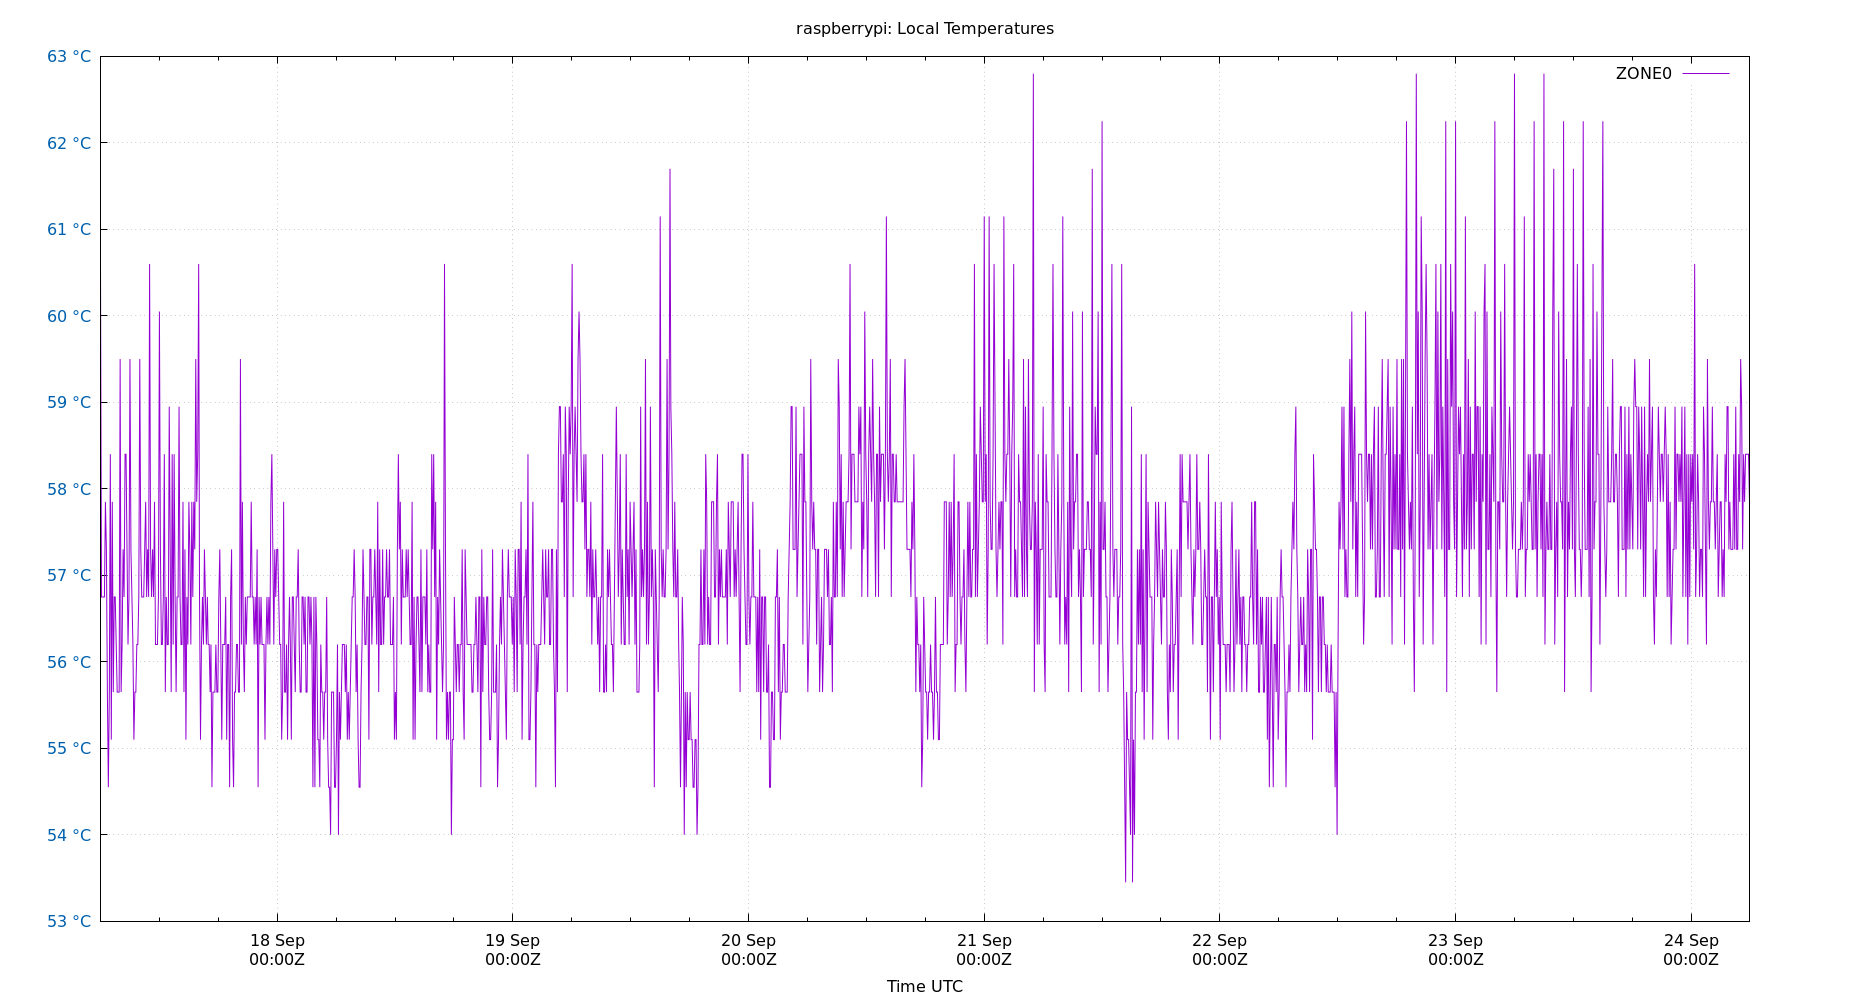 raspberrypi: Local Temperatures
ZONE0
63 °C
62 °C
61 °C
60 °C
59 °C
58 °C
57 °C
56 °C
55 °C
54 °C
53 °C
18 Sep 19 Sep 20 Sep 21 Sep 22 Sep 23 Sep 24 Sep
00:00Z 00:00Z 00:00Z 00:00Z 00:00Z 00:00Z 00:00Z
Time UTC